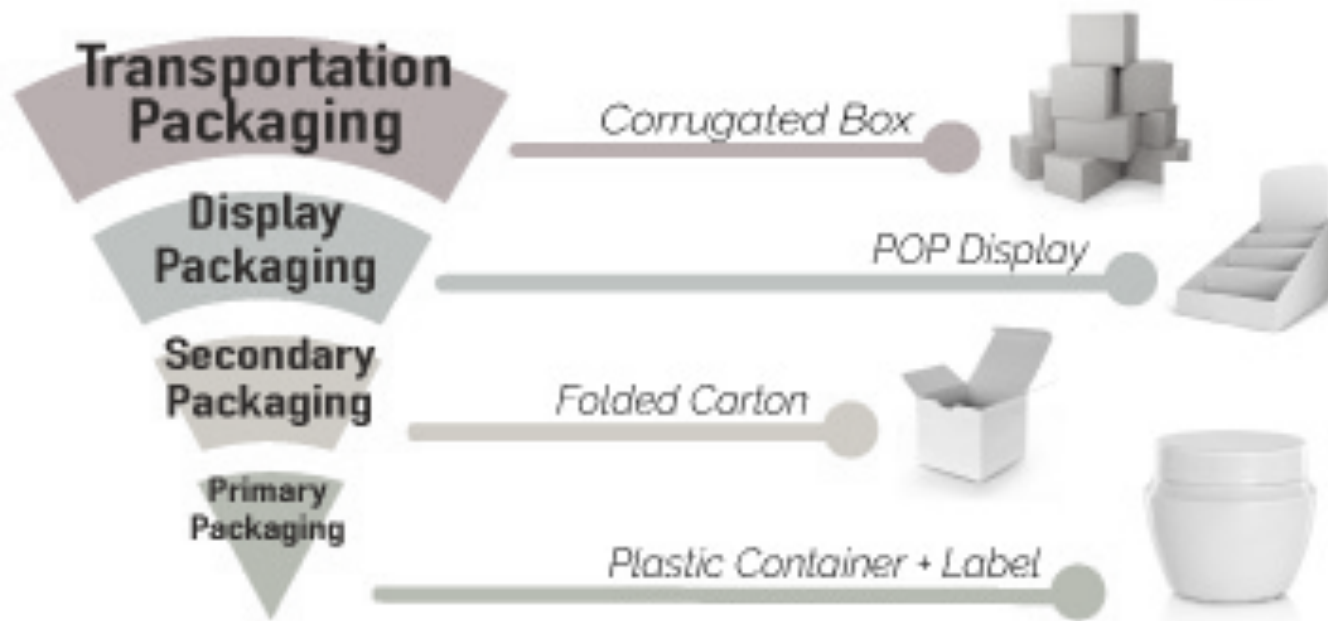 Transportation
Packaging
Corrugated Box
Display
Packaging
POP Display
Secondary
Packaging
Folded Carton
Primary
Packaging
Plastic Container + Label